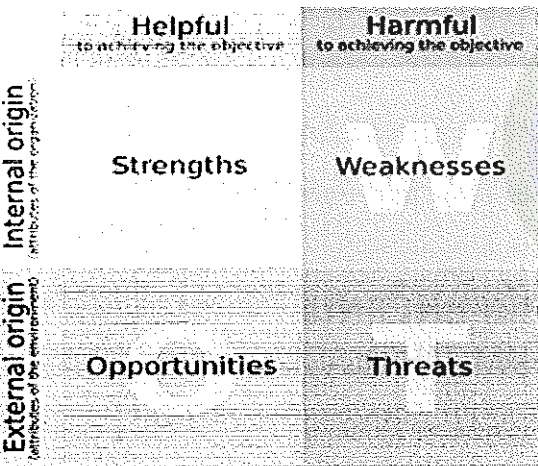 Helpful
to achieving the objective
Harmful
to achieving the objective
Internal origin
(attributes of the organization)
Strengths
W
Weaknesses
External origin
(attributes of the environment)
O
Opportunities
T
Threats